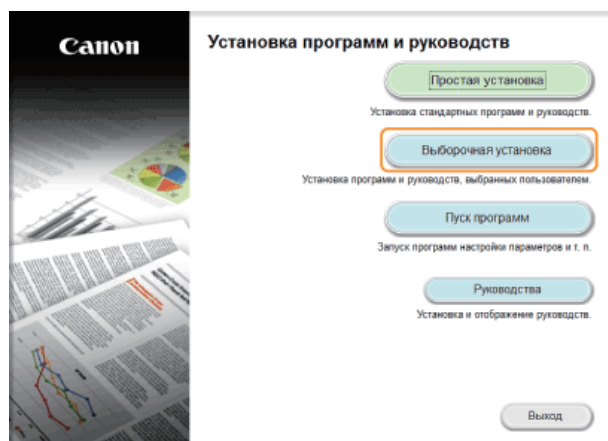 Canon
Установка программ и руководств
Простая установка
Установка стандартных программ и руководств.
Выборочная установка
Установка программ и руководств, выбранных пользователем.
Пуск программ
Запуск программ настройки параметров и т. п.
Руководства
Установка и отображение руководств.
Выход